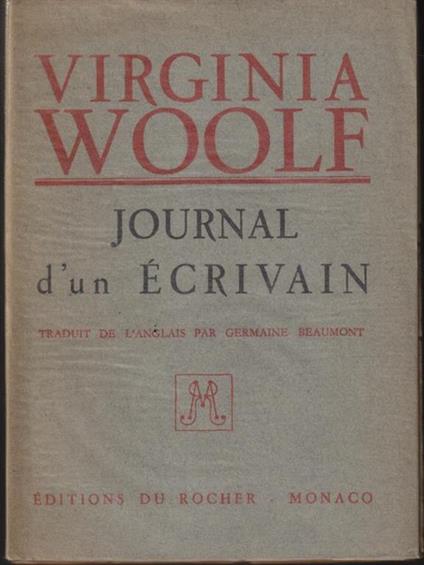 VIRGINIA
WOOLF
JOURNAL
d'un ÉCRIVAIN
TRADUIT DE L'ANGLAIS PAR GERMAINE BEAUMONT
ÉDITIONS DU ROCHER - MONACO